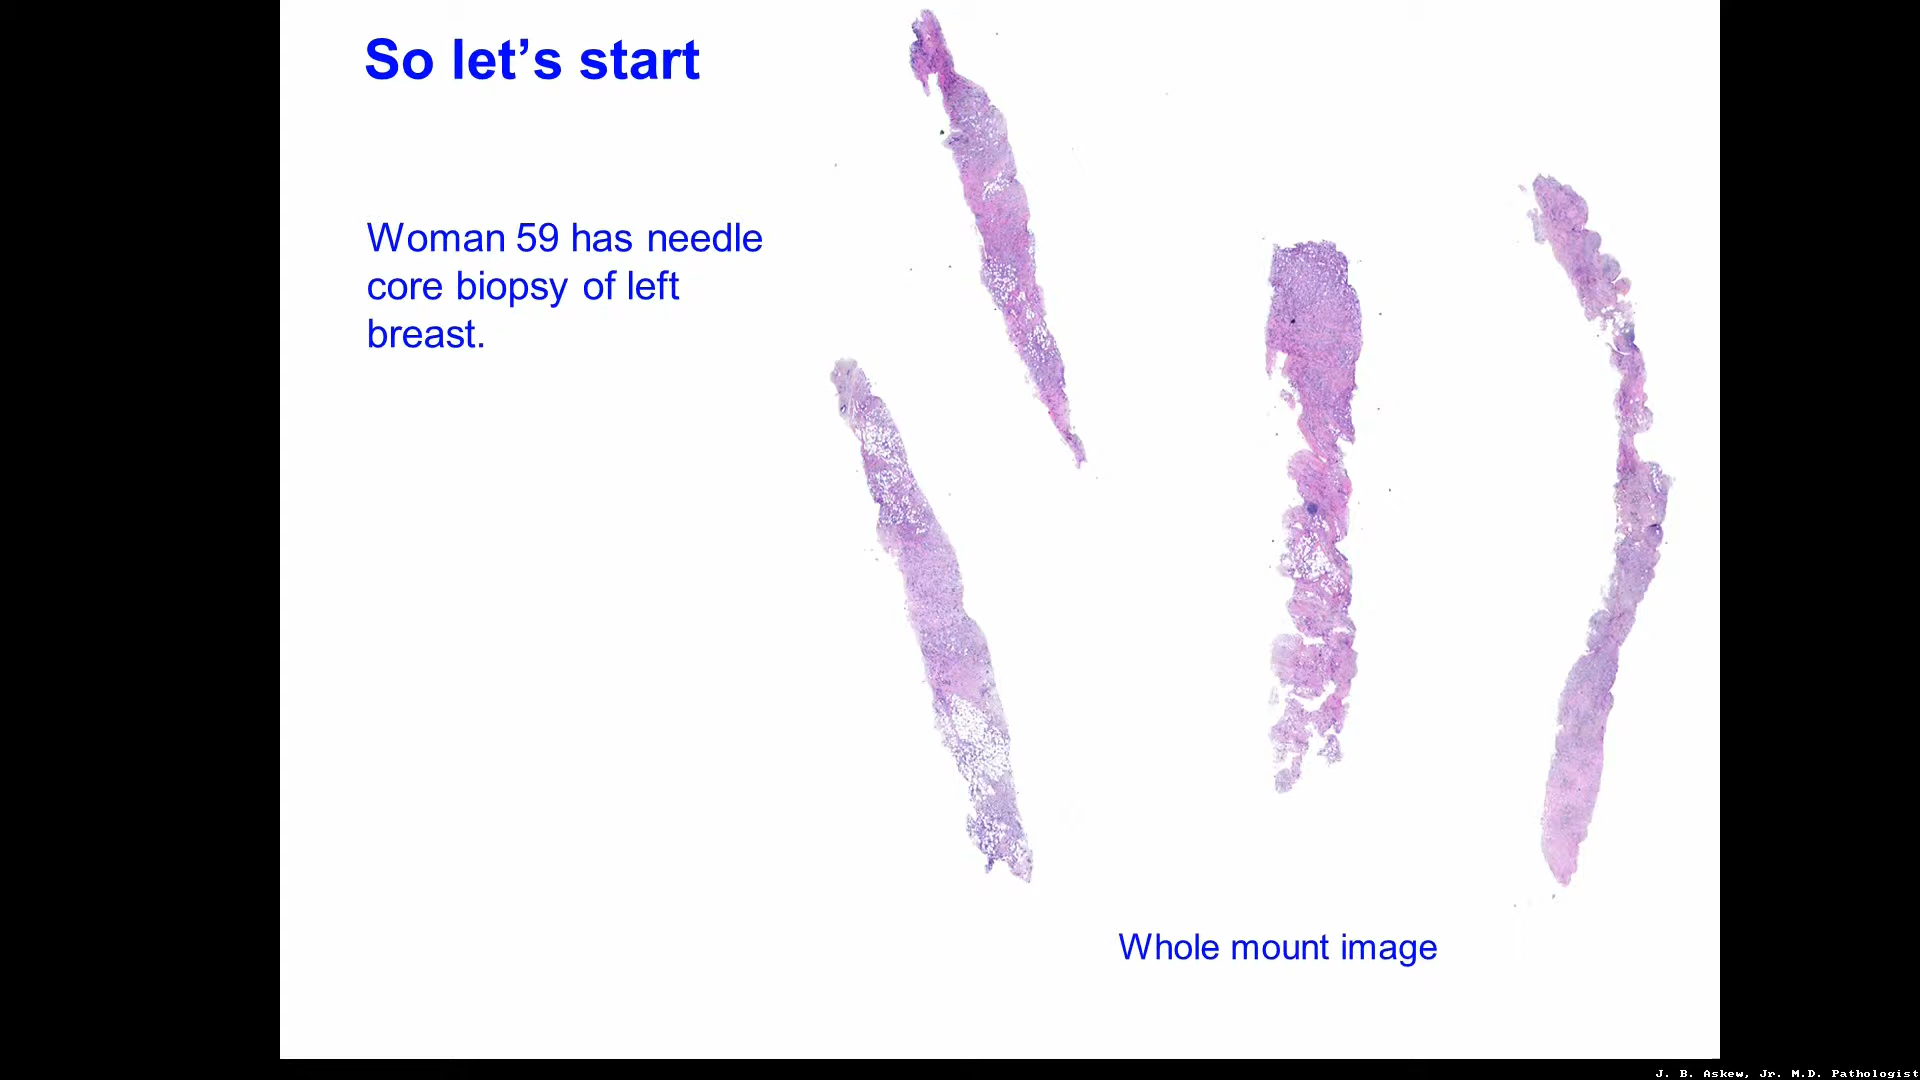 So let's start
Woman 59 has needle
core biopsy of left
breast.
Whole mount image
J. B. Askew, Jr. M.D. Pathologist